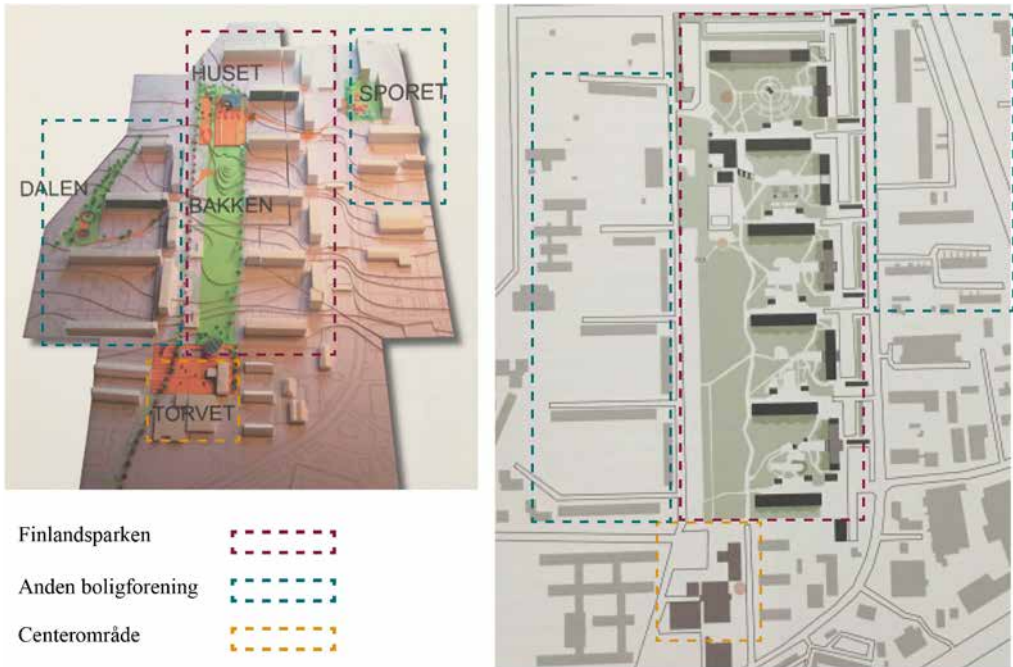 HUSET
SPORET
DALEN
BAKKEN
TORVET
Finlandsparken
Anden boligforening
Centerområde